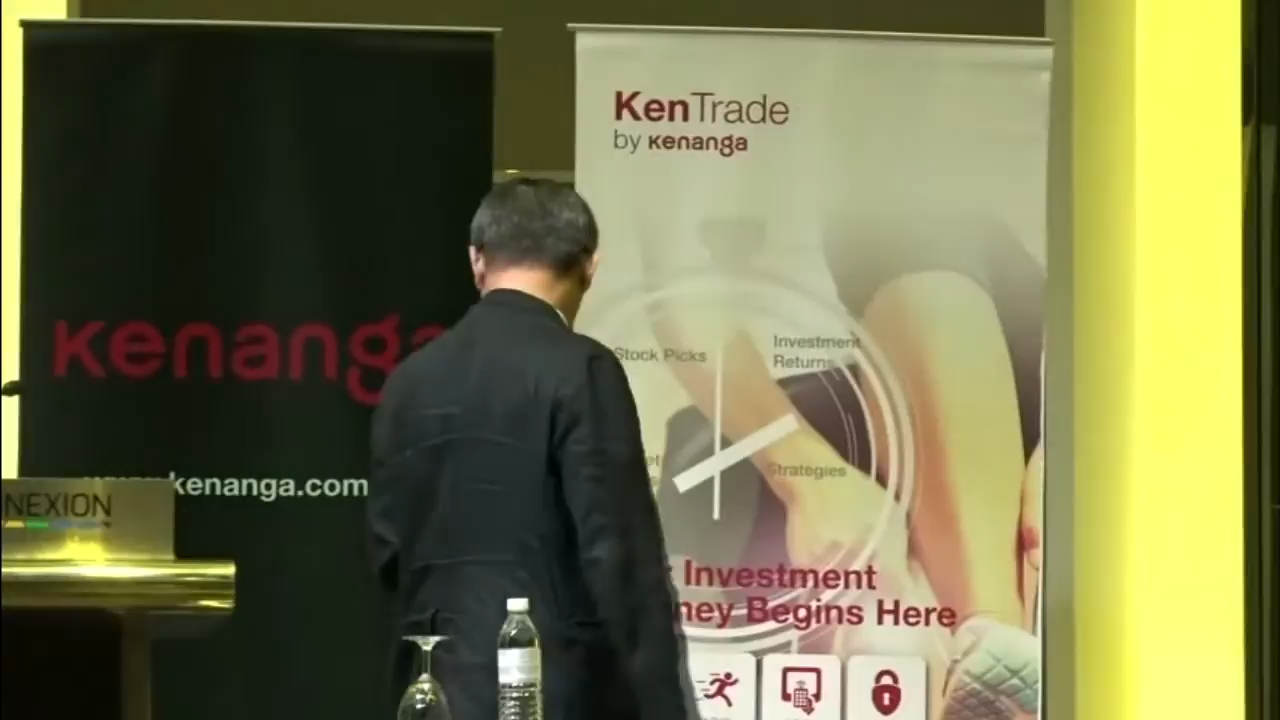 kenanga
kenanga.com
NEXION
KenTrade
by kenanga
Stock Picks
Investment
Returns
Strategies
Investment
ney Begins Here